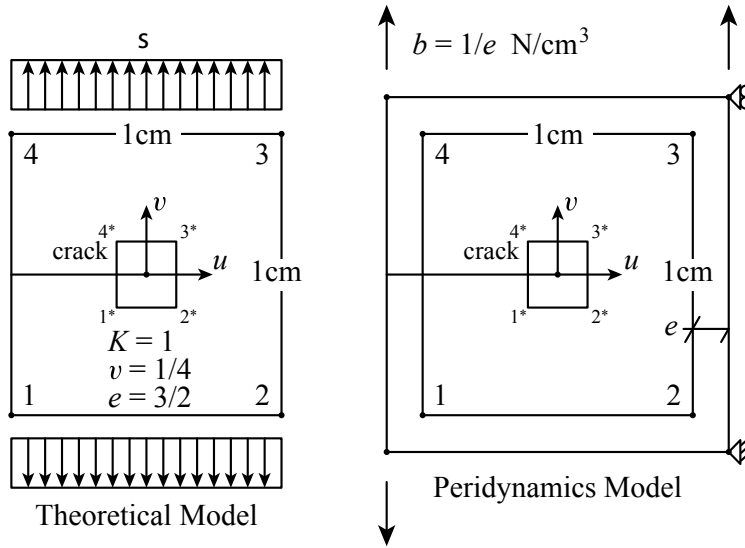 s
1cm
4 3
v
4* 3*
crack
u
1cm
1* 2*
K = 1
υ = 1/4
e = 3/2
1 2
Theoretical Model
b = 1/e N/cm³
1cm
4 3
v
4* 3*
crack
u
1cm
1* 2*
e
1 2
Peridynamics Model